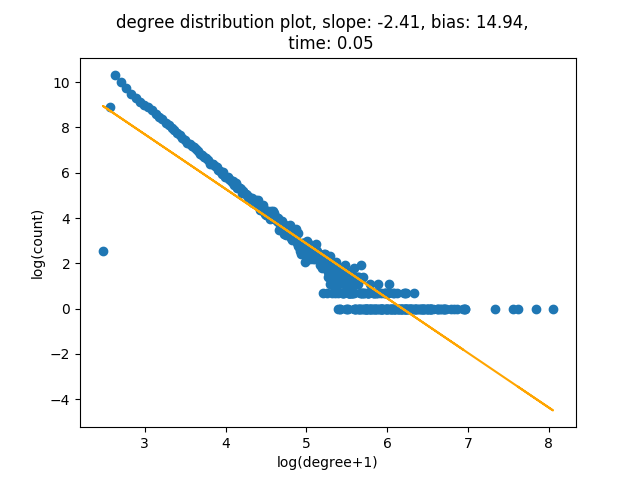 degree distribution plot, slope: -2.41, bias: 14.94,
time: 0.05
log(count)
10
8
6
4
2
0
−2
−4
3 4 5 6 7 8
log(degree+1)